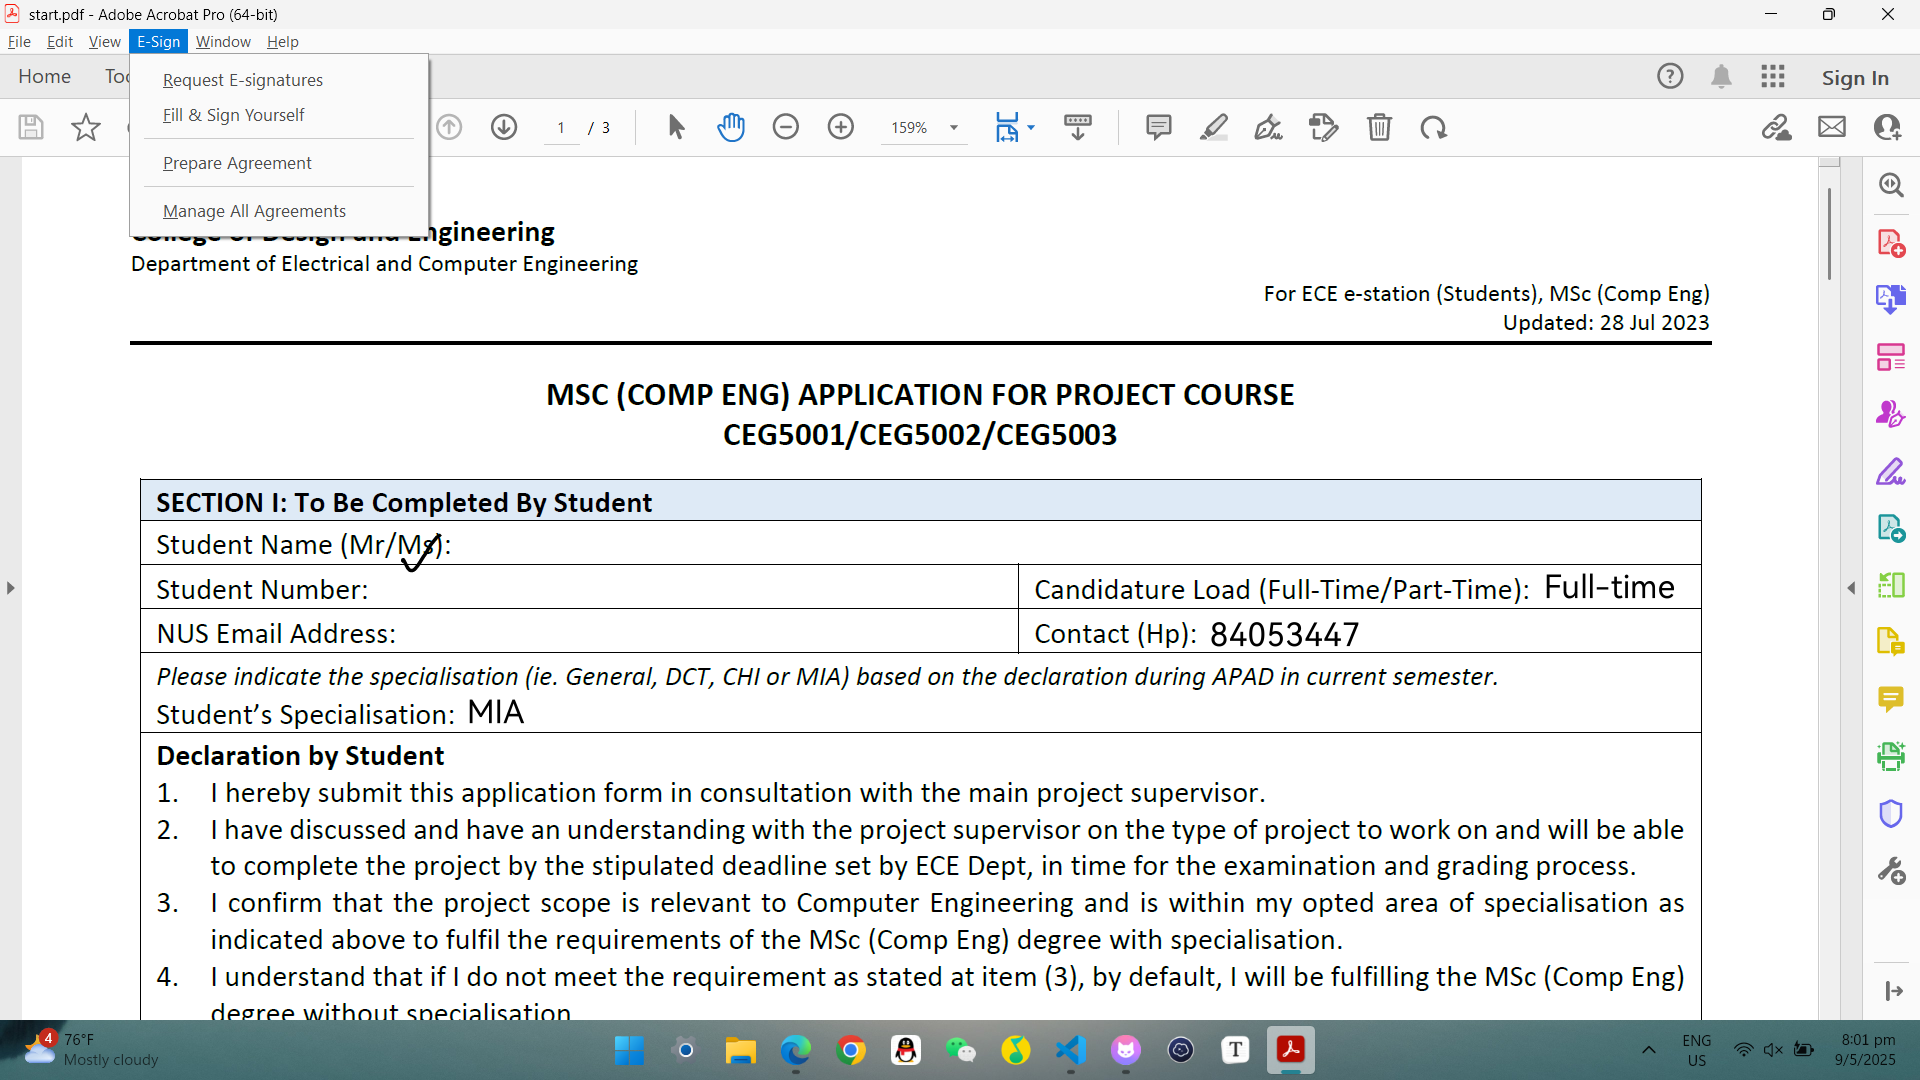 start.pdf - Adobe Acrobat Pro (64-bit)
File Edit View E-Sign Window Help
Home
Request E-signatures
Fill & Sign Yourself
Prepare Agreement
Manage All Agreements
Sign In
1 / 3
159%
College of Design and Engineering
Department of Electrical and Computer Engineering
For ECE e-station (Students), MSc (Comp Eng)
Updated: 28 Jul 2023
MSC (COMP ENG) APPLICATION FOR PROJECT COURSE
CEG5001/CEG5002/CEG5003
SECTION I: To Be Completed By Student
Student Name (Mr/Ms):
Student Number:
Candidature Load (Full-Time/Part-Time): Full-time
NUS Email Address:
Contact (Hp): 84053447
Please indicate the specialisation (ie. General, DCT, CHI or MIA) based on the declaration during APAD in current semester.
Student’s Specialisation: MIA
Declaration by Student
1. I hereby submit this application form in consultation with the main project supervisor.
2. I have discussed and have an understanding with the project supervisor on the type of project to work on and will be able
to complete the project by the stipulated deadline set by ECE Dept, in time for the examination and grading process.
3. I confirm that the project scope is relevant to Computer Engineering and is within my opted area of specialisation as
indicated above to fulfil the requirements of the MSc (Comp Eng) degree with specialisation.
4. I understand that if I do not meet the requirement as stated at item (3), by default, I will be fulfilling the MSc (Comp Eng)
degree without specialisation
4
76°F
Mostly cloudy
T
ENG
US
8:01 pm
9/5/2025